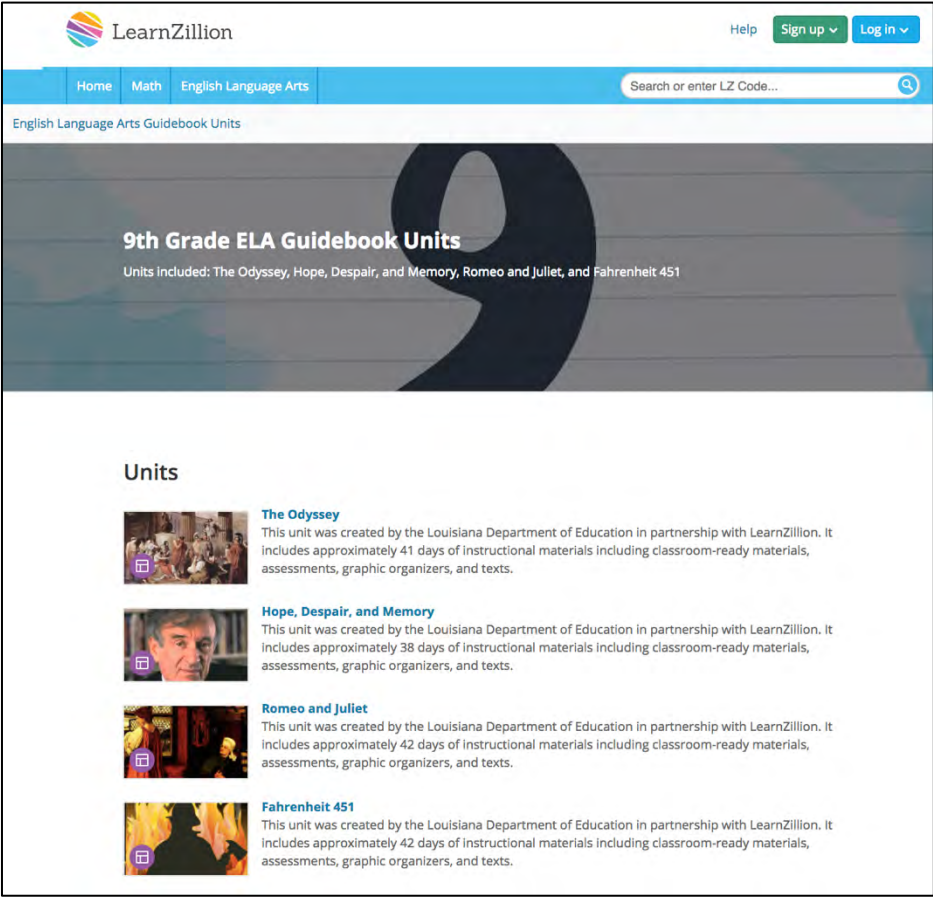 LearnZillion
Help
Sign up
Log in
Home
Math
English Language Arts
Search or enter LZ Code...
English Language Arts Guidebook Units
9
9th Grade ELA Guidebook Units
Units included: The Odyssey, Hope, Despair, and Memory, Romeo and Juliet, and Fahrenheit 451
Units
The Odyssey
This unit was created by the Louisiana Department of Education in partnership with LearnZillion. It
includes approximately 41 days of instructional materials including classroom-ready materials,
assessments, graphic organizers, and texts.
Hope, Despair, and Memory
This unit was created by the Louisiana Department of Education in partnership with LearnZillion. It
includes approximately 38 days of instructional materials including classroom-ready materials,
assessments, graphic organizers, and texts.
Romeo and Juliet
This unit was created by the Louisiana Department of Education in partnership with LearnZillion. It
includes approximately 42 days of instructional materials including classroom-ready materials,
assessments, graphic organizers, and texts.
Fahrenheit 451
This unit was created by the Louisiana Department of Education in partnership with LearnZillion. It
includes approximately 42 days of instructional materials including classroom-ready materials,
assessments, graphic organizers, and texts.